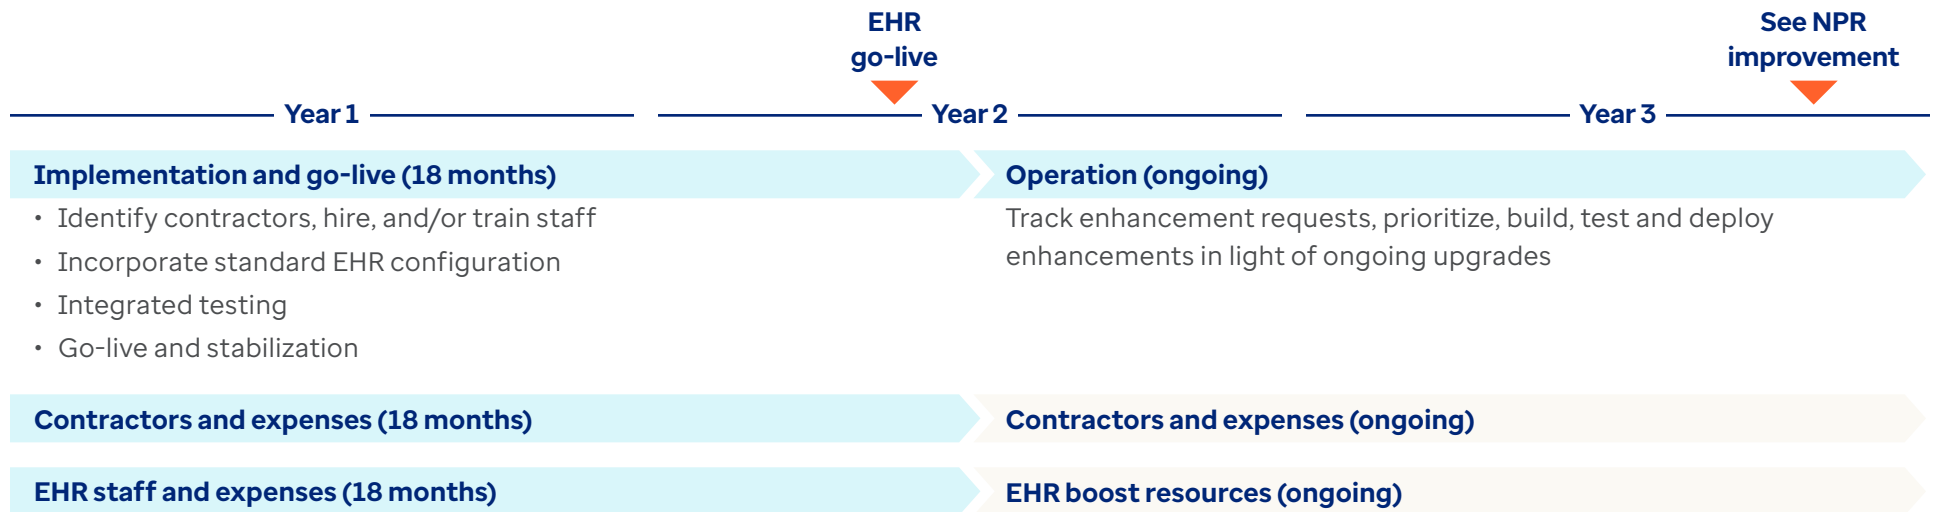 EHR
go-live
See NPR
improvement
Year 1
Year 2
Year 3
Implementation and go-live (18 months)
• Identify contractors, hire, and/or train staff
• Incorporate standard EHR configuration
• Integrated testing
• Go-live and stabilization
Operation (ongoing)
Track enhancement requests, prioritize, build, test and deploy
enhancements in light of ongoing upgrades
Contractors and expenses (18 months)
Contractors and expenses (ongoing)
EHR staff and expenses (18 months)
EHR boost resources (ongoing)